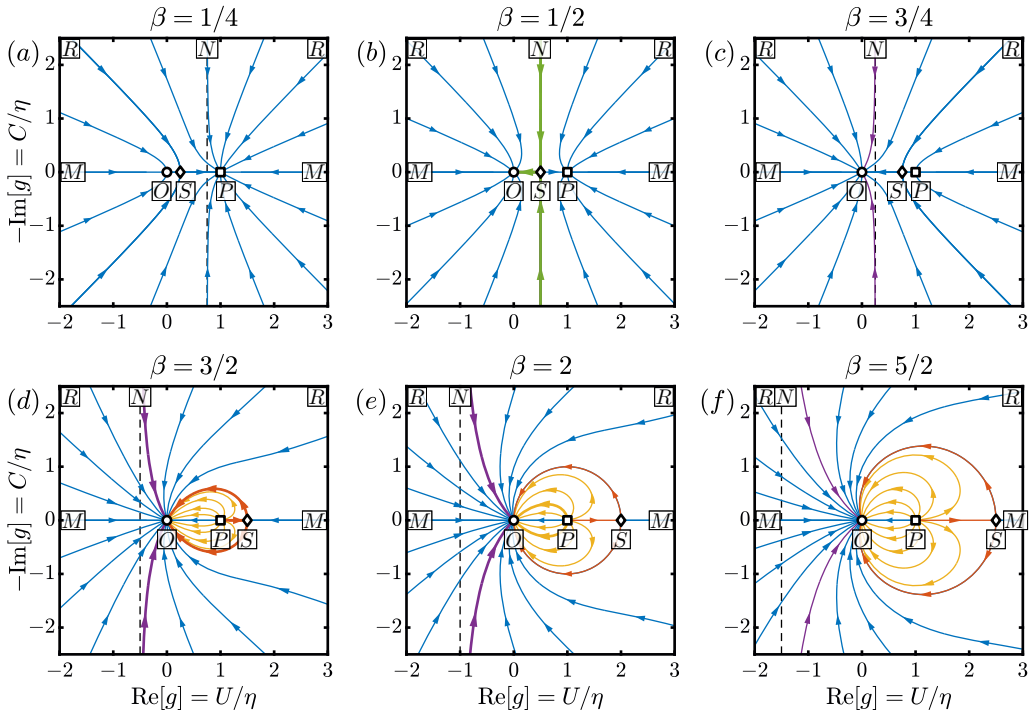 β = 1/4
β = 1/2
β = 3/4
(a)
R
N
R
(b)
N
(c)
R
N
R
2
1
0
−1
−2
−Im[g] = C/η
M
O
S
P
M
2
1
0
−1
−2
M
O
S
P
M
2
1
0
−1
−2
M
O
S
P
M
−2 −1 0 1 2 3
−2 −1 0 1 2 3
−2 −1 0 1 2 3
β = 3/2
β = 2
β = 5/2
(d)
R
N
R
(e)
R
N
R
(f)
R
N
R
2
1
0
−1
−2
−Im[g] = C/η
M
O
P
S
M
2
1
0
−1
−2
M
O
P
S
M
2
1
0
−1
−2
M
O
P
S
M
−2 −1 0 1 2 3
−2 −1 0 1 2 3
−2 −1 0 1 2 3
Re[g] = U/η
Re[g] = U/η
Re[g] = U/η